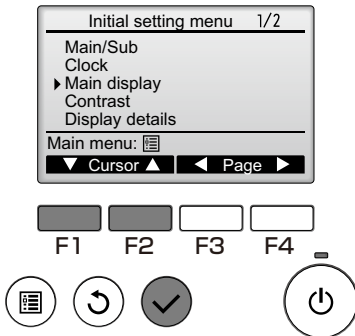 Initial setting menu 1/2
Main/Sub
Clock
Main display
Contrast
Display details
Main menu:
Cursor Page
F1 F2 F3 F4